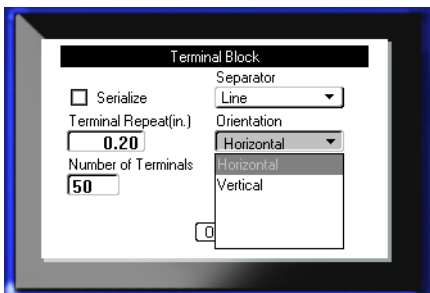 Terminal Block
Separator
Serialize
Line
Terminal Repeat(in.)
Orientation
0.20
Horizontal
Number of Terminals
Horizontal
50
Vertical